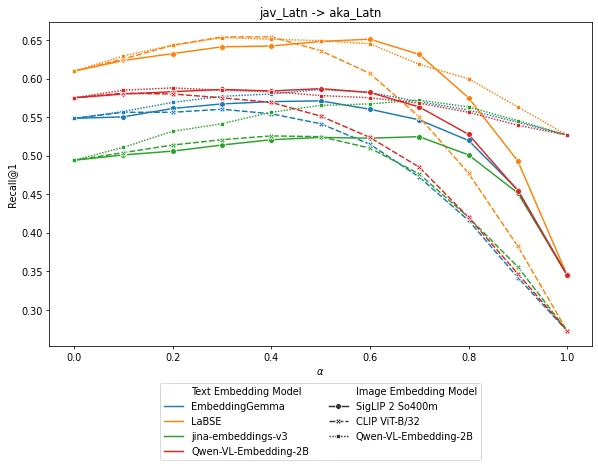 jav_Latn -> aka_Latn
Recall@1
0.65
0.60
0.55
0.50
0.45
0.40
0.35
0.30
0.0 0.2 0.4 0.6 0.8 1.0
α
Text Embedding Model
EmbeddingGemma
LaBSE
jina-embeddings-v3
Qwen-VL-Embedding-2B
Image Embedding Model
SigLIP 2 So400m
CLIP ViT-B/32
Qwen-VL-Embedding-2B